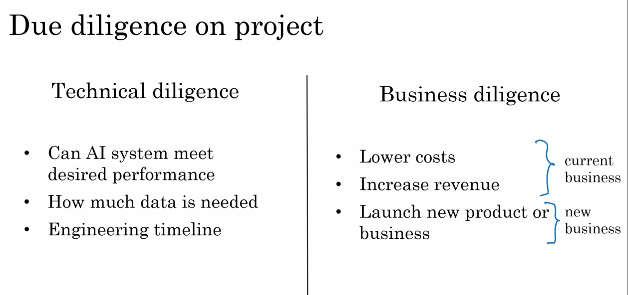 Due diligence on project
Technical diligence
• Can AI system meet
desired performance
• How much data is needed
• Engineering timeline
Business diligence
• Lower costs
• Increase revenue
• Launch new product or
business
current
business
new
business